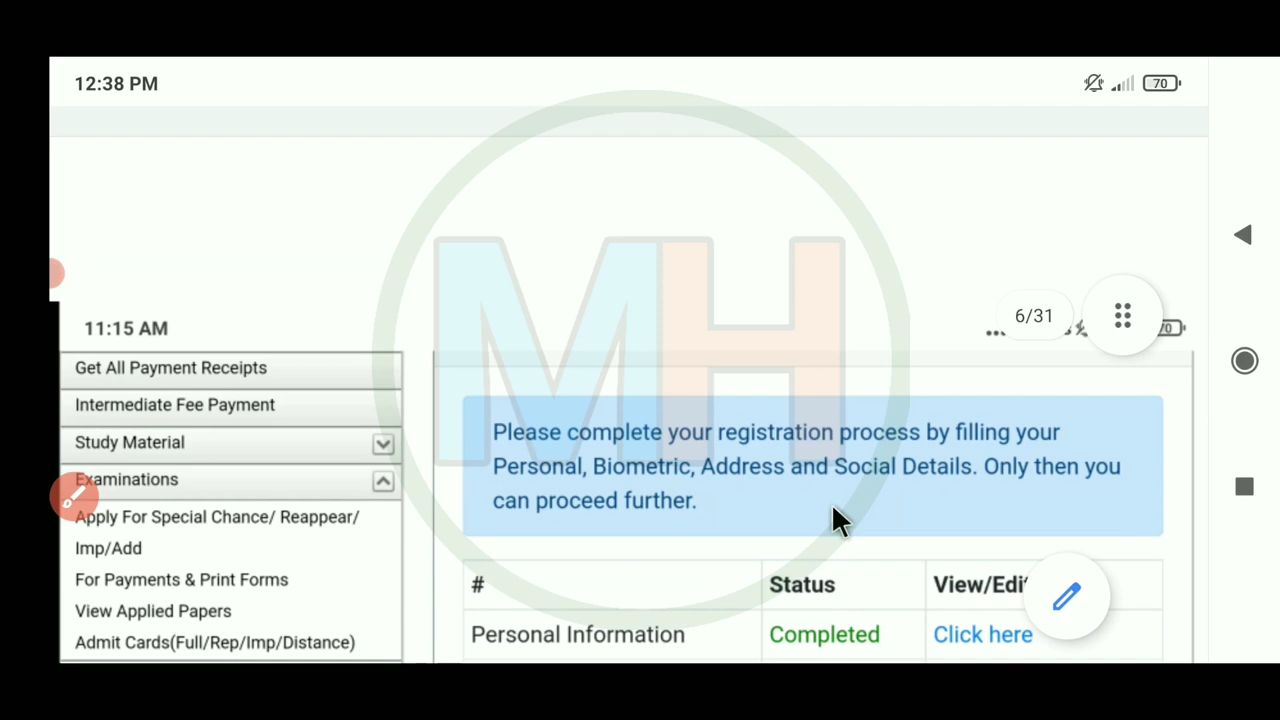 12:38 PM
70
MH
6/31
11:15 AM
Get All Payment Receipts
Intermediate Fee Payment
Study Material
Examinations
Apply For Special Chance/ Reappear/
Imp/Add
For Payments & Print Forms
View Applied Papers
Admit Cards(Full/Rep/Imp/Distance)
Please complete your registration process by filling your
Personal, Biometric, Address and Social Details. Only then you
can proceed further.
# Status
Personal Information Completed Click here